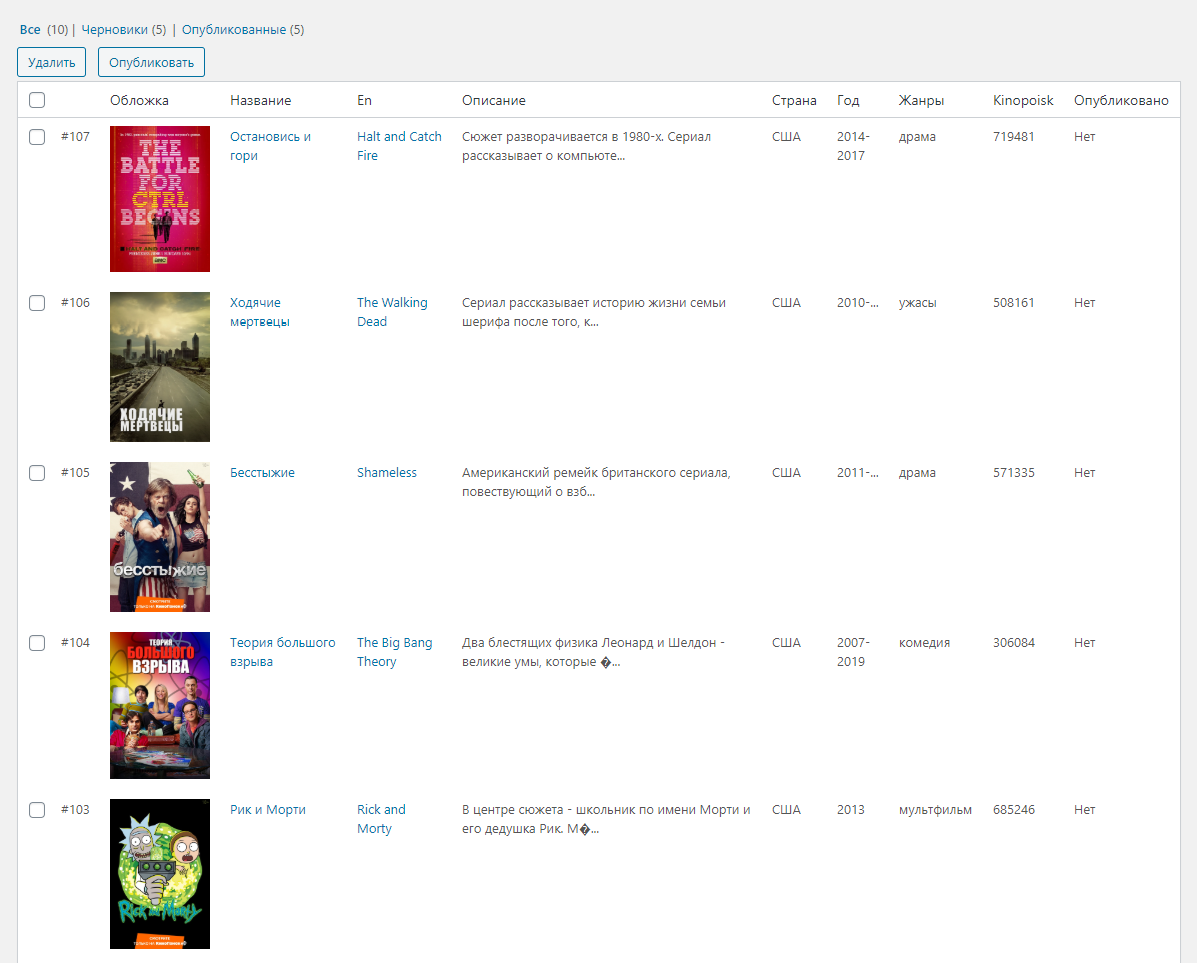 Все (10) | Черновики (5) | Опубликованные (5)
Удалить Опубликовать
Обложка Название En Описание Страна Год Жанры Kinopoisk Опубликовано
#107 Остановись и Halt and Catch Сюжет разворачивается в 1980-х. Сериал США 2014- драма 719481 Нет
гори Fire рассказывает о компьюте... 2017
THE
BATTLE
FOR
CTRL
BEGINS
HALT AND CATCH FIRE
AMC
#106 Ходячие The Walking Сериал рассказывает историю жизни семьи США 2010-... ужасы 508161 Нет
мертвецы Dead шерифа после того, к...
ХОДЯЧИЕ
МЕРТВЕЦЫ
#105 Бесстыжие Shameless Американский ремейк британского сериала, США 2011-... драма 571335 Нет
повествующий о взб...
бесстыжие
#104 Теория большого The Big Bang Два блестящих физика Леонард и Шелдон - США 2007- комедия 306084 Нет
взрыва Theory великие умы, которые �... 2019
ТЕОРИЯ
БОЛЬШОГО
ВЗРЫВА
#103 Рик и Морти Rick and В центре сюжета - школьник по имени Морти и США 2013 мультфильм 685246 Нет
Morty его дедушка Рик. М�...
Rick and Morty